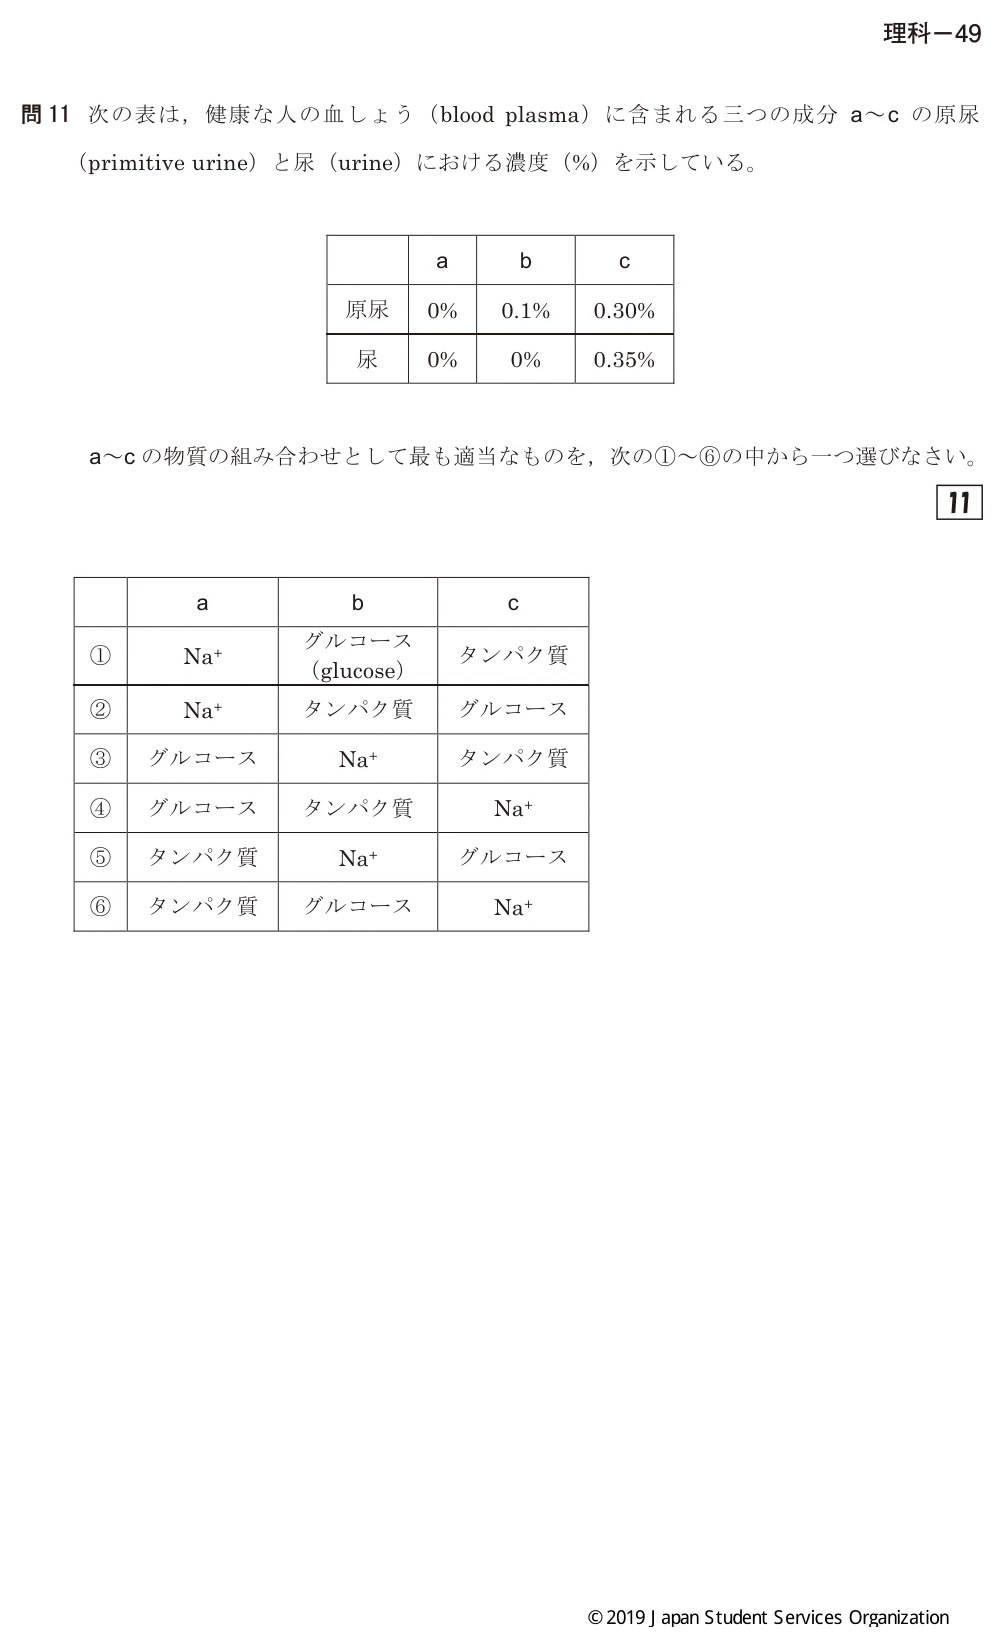 理科－49
問 11 次の表は，健康な人の血しょう（blood plasma）に含まれる三つの成分 a～c の原尿
（primitive urine）と尿（urine）における濃度（%）を示している。
a b c
原尿 0% 0.1% 0.30%
尿 0% 0% 0.35%
a～c の物質の組み合わせとして最も適当なものを，次の①～⑥の中から一つ選びなさい。
11
a b c
① Na⁺ グルコース（glucose） タンパク質
② Na⁺ タンパク質 グルコース
③ グルコース Na⁺ タンパク質
④ グルコース タンパク質 Na⁺
⑤ タンパク質 Na⁺ グルコース
⑥ タンパク質 グルコース Na⁺
© 2019 Japan Student Services Organization